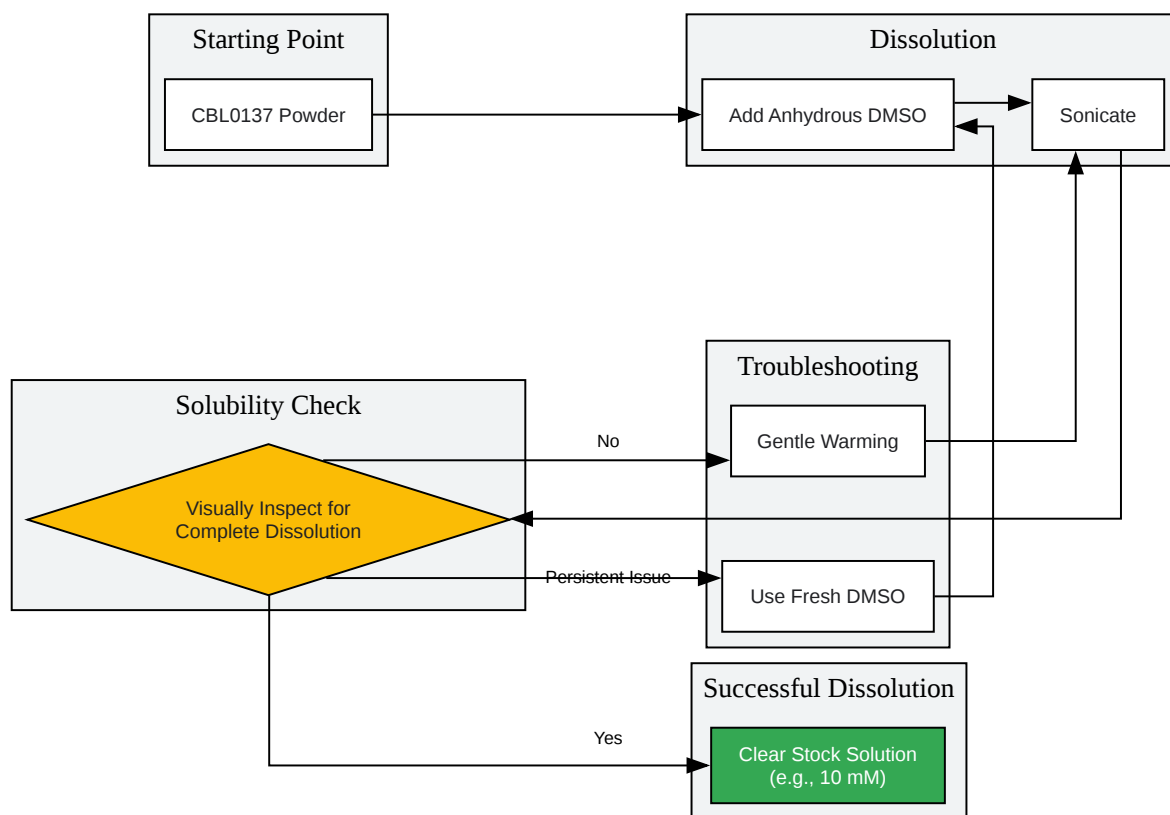 Starting Point
CBL0137 Powder
Dissolution
Add Anhydrous DMSO
Sonicate
Solubility Check
Visually Inspect for
Complete Dissolution
No
Persistent Issue
Yes
Troubleshooting
Gentle Warming
Use Fresh DMSO
Successful Dissolution
Clear Stock Solution
(e.g., 10 mM)